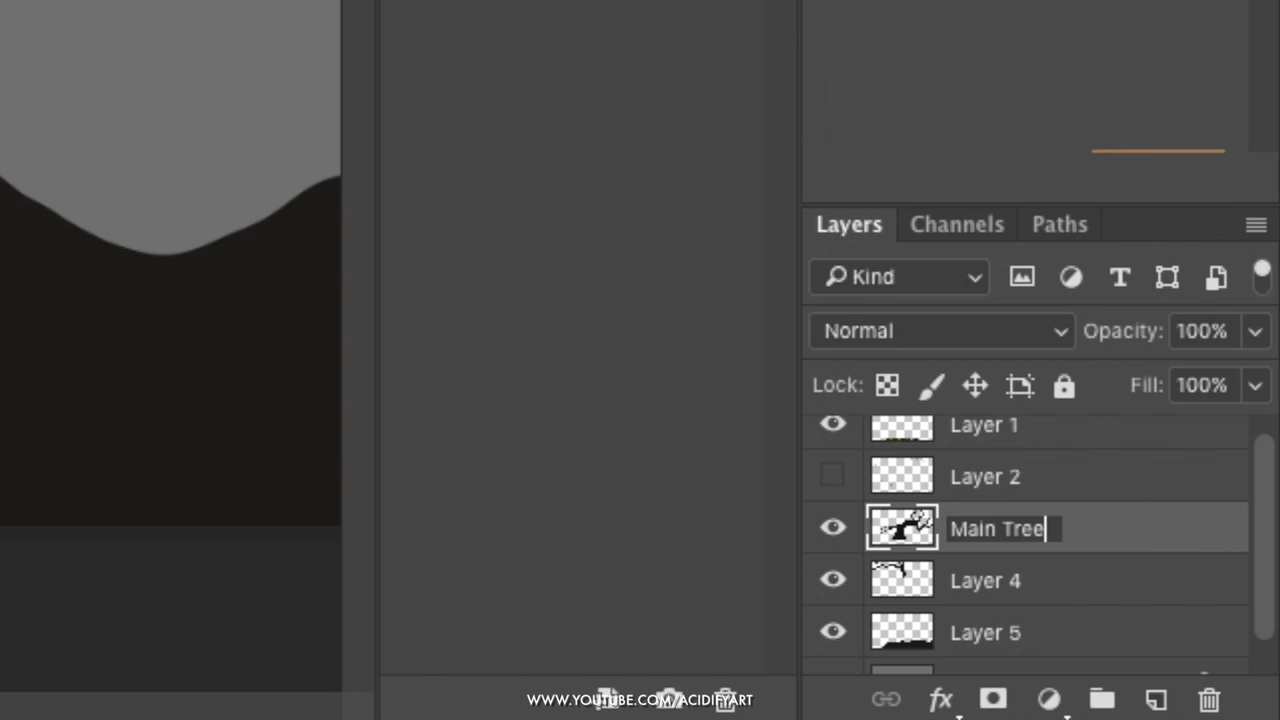 Layers Channels Paths
Kind
Normal Opacity: 100%
Lock: Fill: 100%
Layer 1
Layer 2
Main Tree
Layer 4
Layer 5
fx
WWW.YOUTUBE.COM/ACIDIFYART